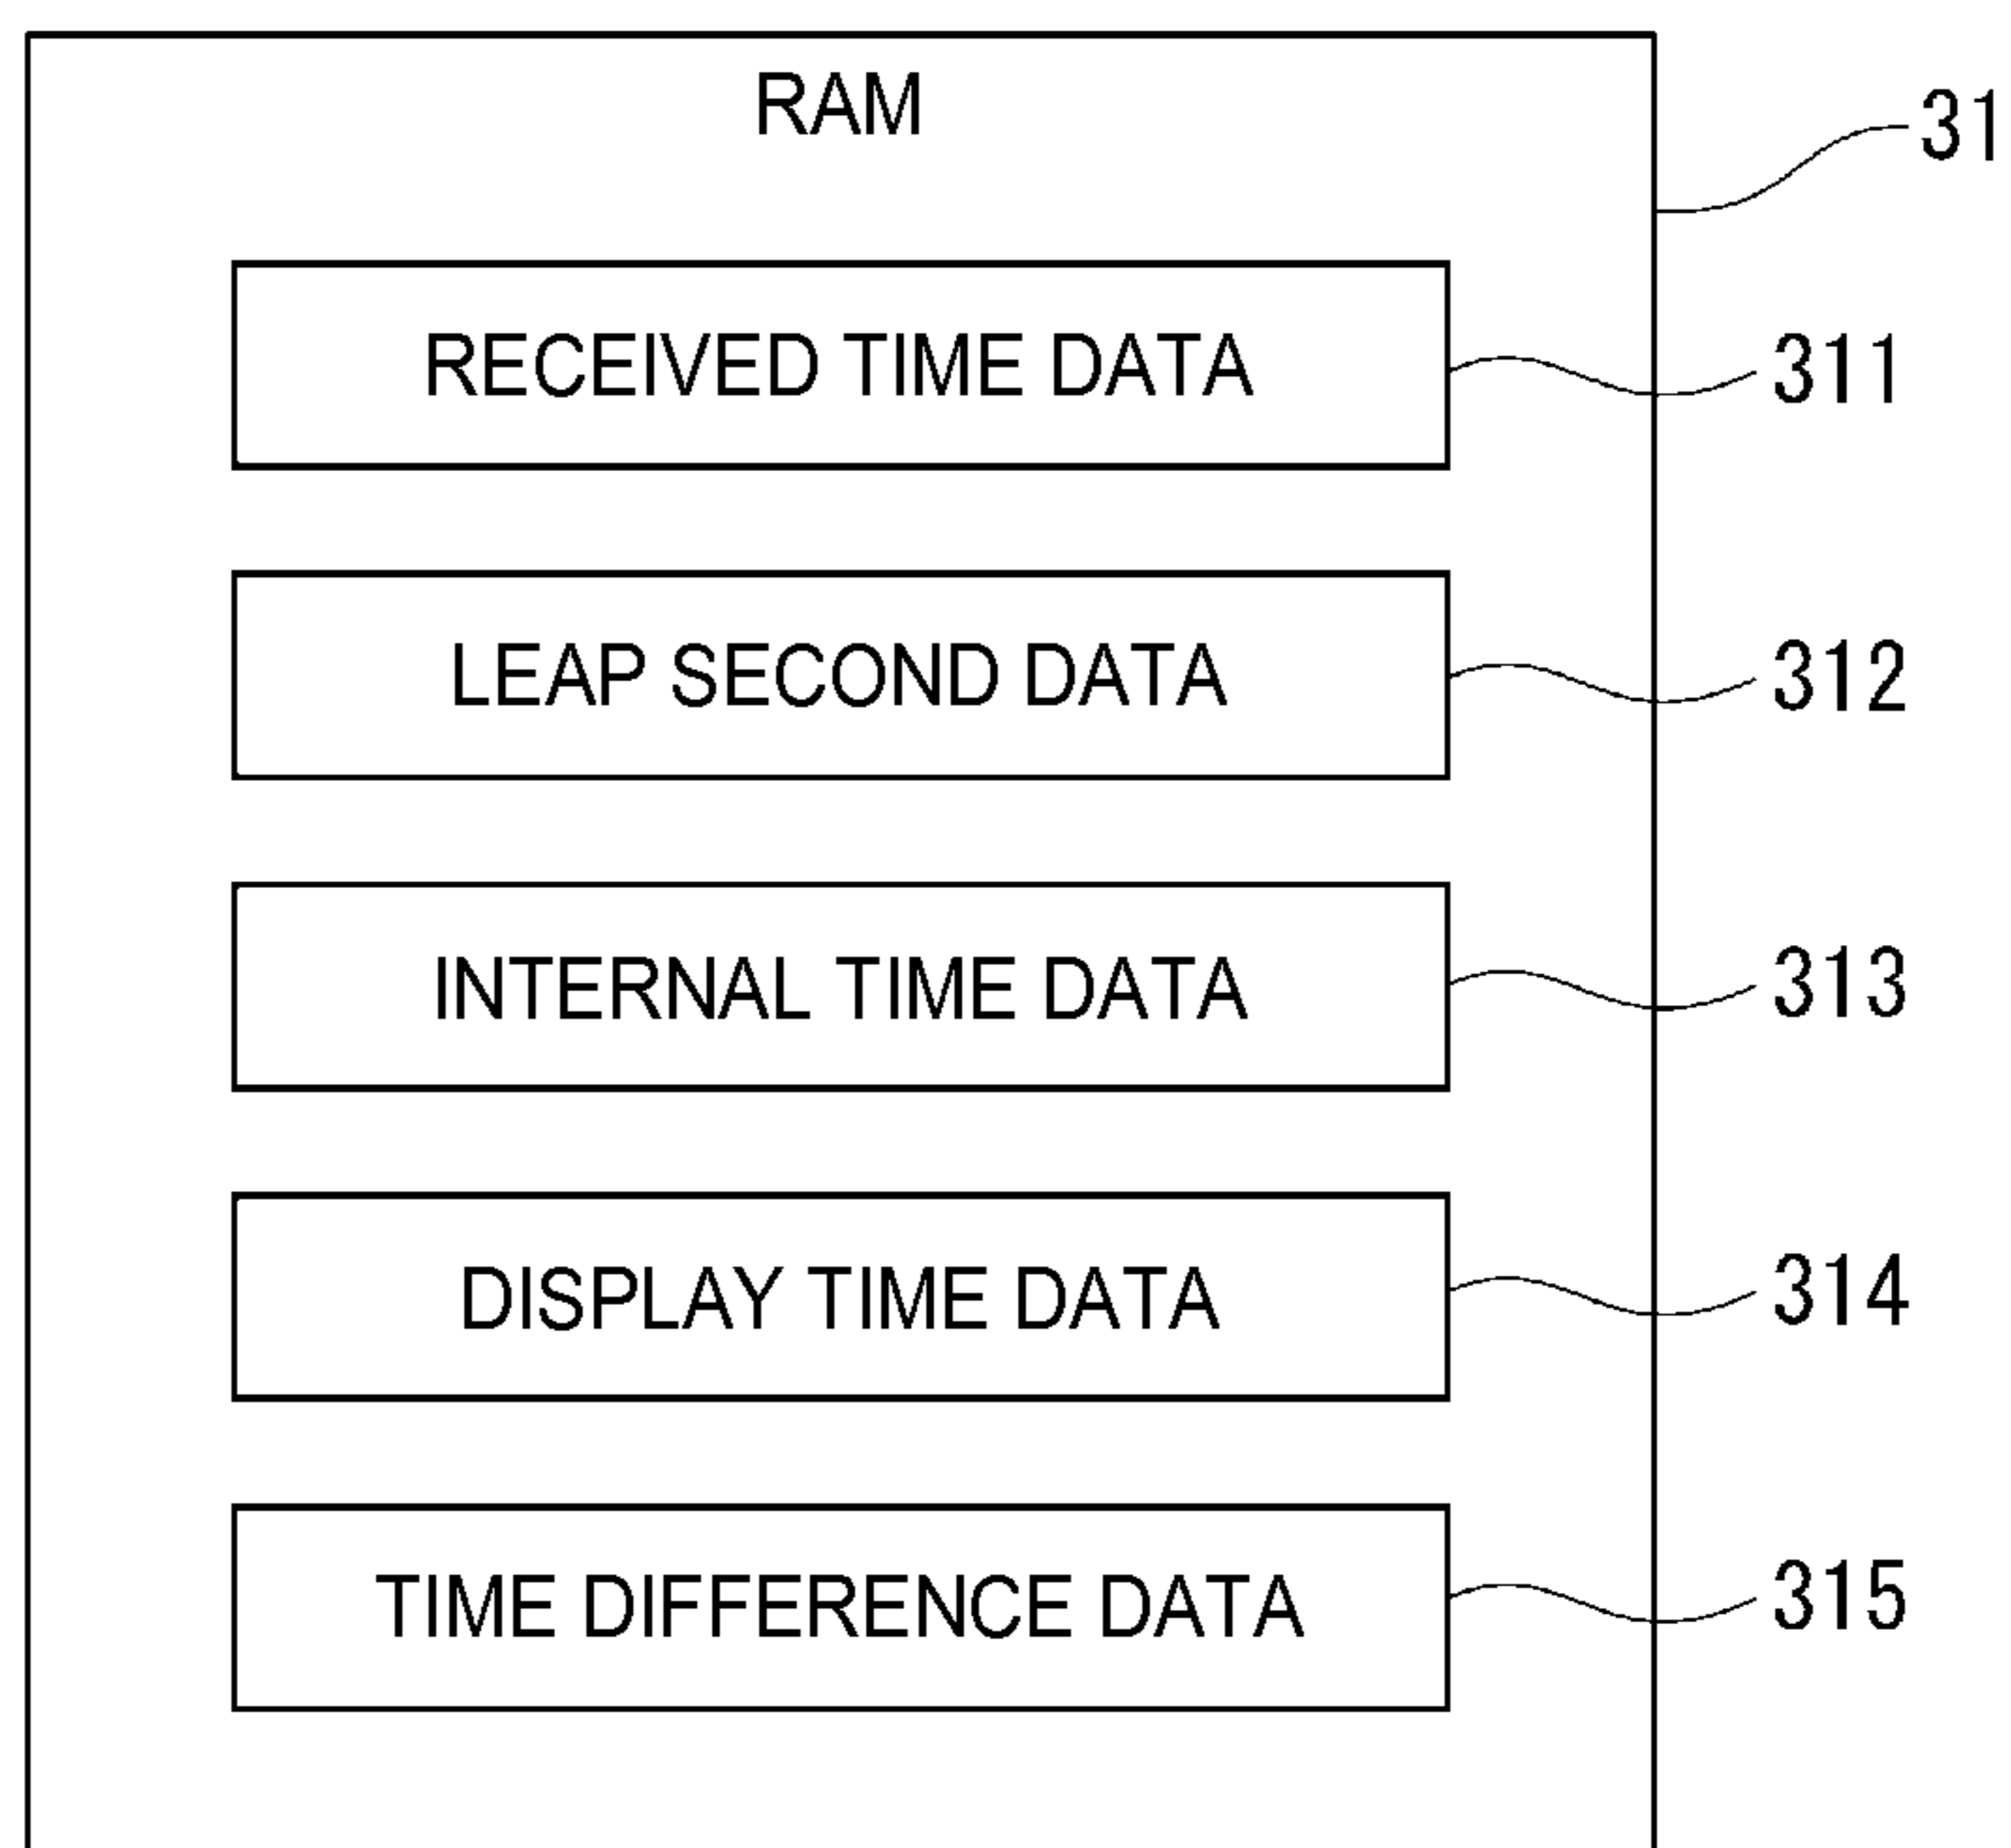 RAM
31
RECEIVED TIME DATA
311
LEAP SECOND DATA
312
INTERNAL TIME DATA
313
DISPLAY TIME DATA
314
TIME DIFFERENCE DATA
315